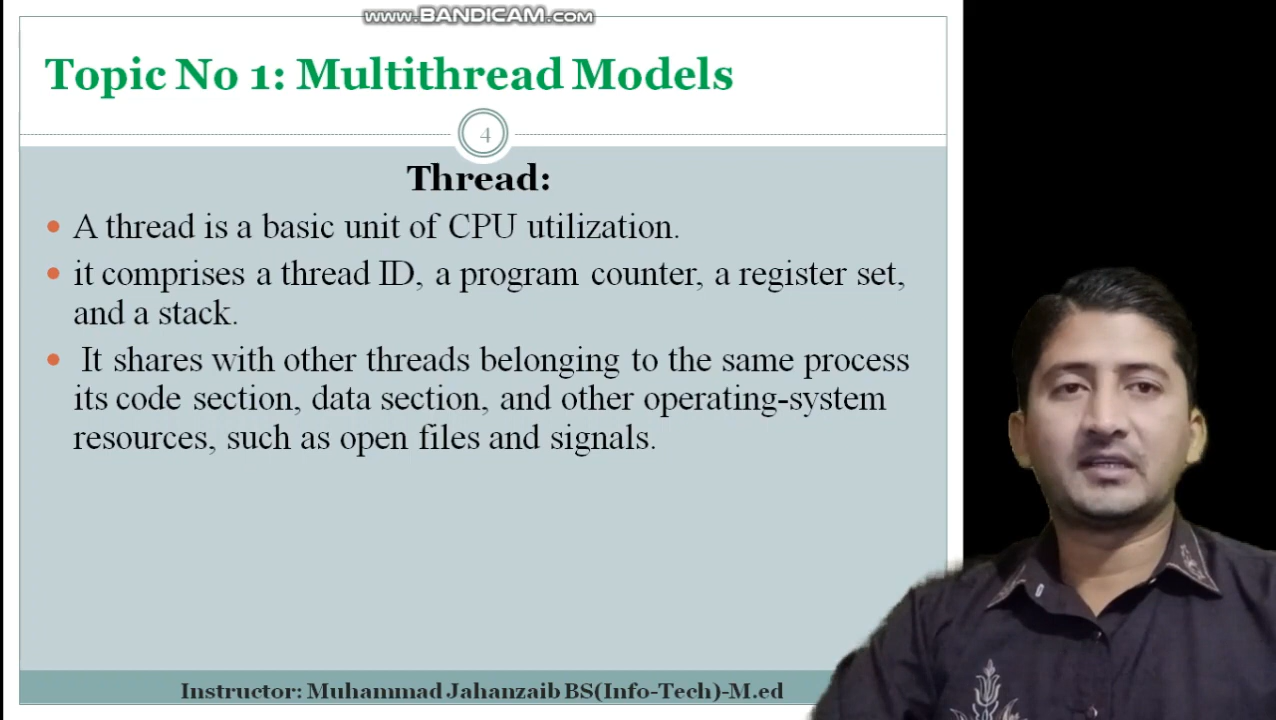 www.BANDICAM.com
Topic No 1: Multithread Models
4
Thread:
A thread is a basic unit of CPU utilization.
it comprises a thread ID, a program counter, a register set,
and a stack.
It shares with other threads belonging to the same process
its code section, data section, and other operating-system
resources, such as open files and signals.
Instructor: Muhammad Jahanzaib BS(Info-Tech)-M.ed